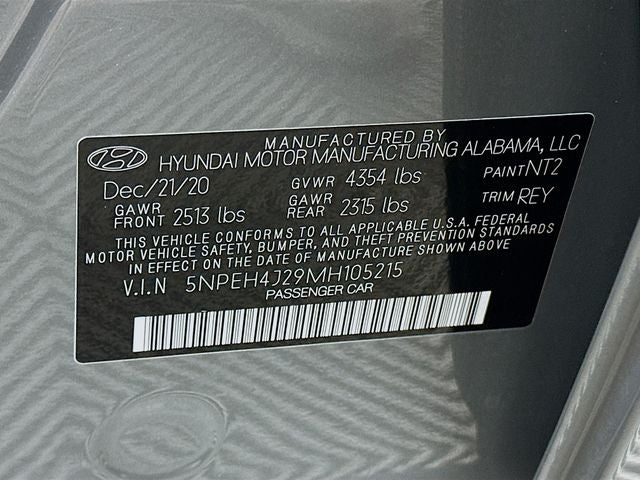 MANUFACTURED BY
HYUNDAI MOTOR MANUFACTURING ALABAMA, LLC
Dec/21/20 GVWR 4354 lbs PAINT NT2
GAWR FRONT 2513 lbs GAWR REAR 2315 lbs TRIM REY
THIS VEHICLE CONFORMS TO ALL APPLICABLE U.S.A. FEDERAL
MOTOR VEHICLE SAFETY, BUMPER, AND THEFT PREVENTION STANDARDS
IN EFFECT ON THE DATE OF MANUFACTURE SHOWN ABOVE
V.I.N 5NPEH4J29MH105215
PASSENGER CAR